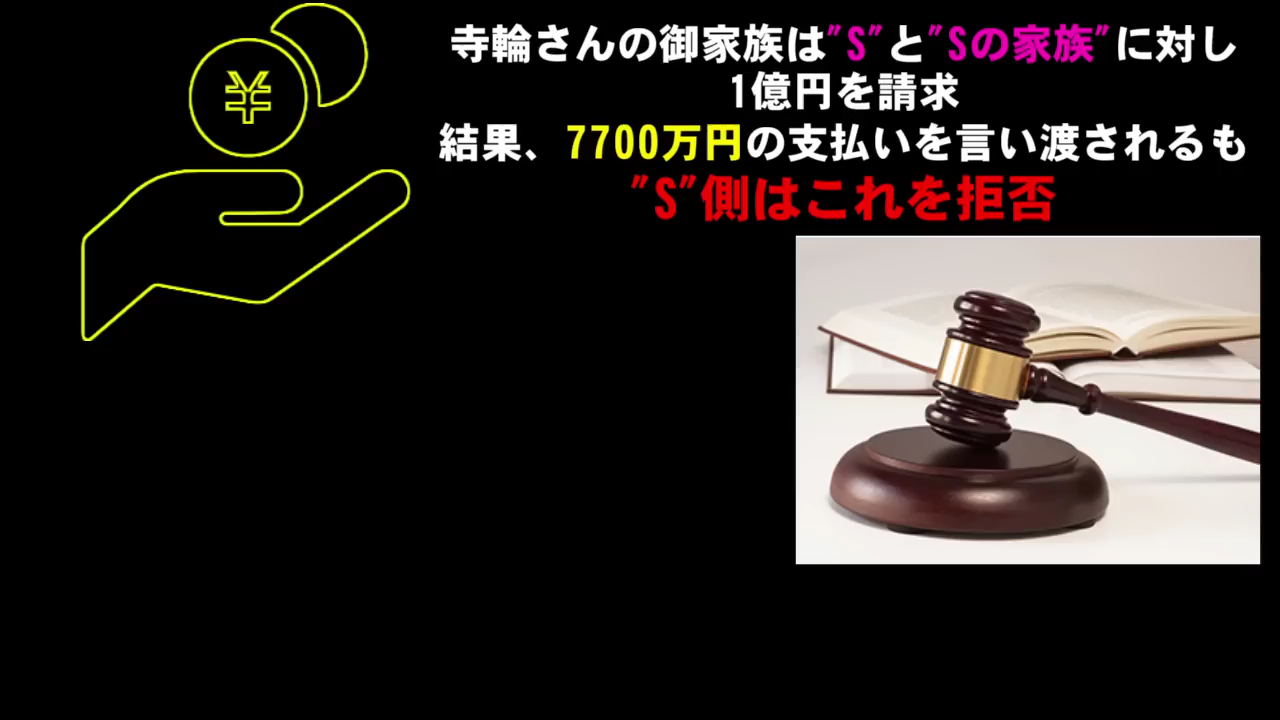 寺輪さんの御家族は"S"と"Sの家族"に対し
1億円を請求
結果、7700万円の支払いを言い渡されるも
"S"側はこれを拒否
¥